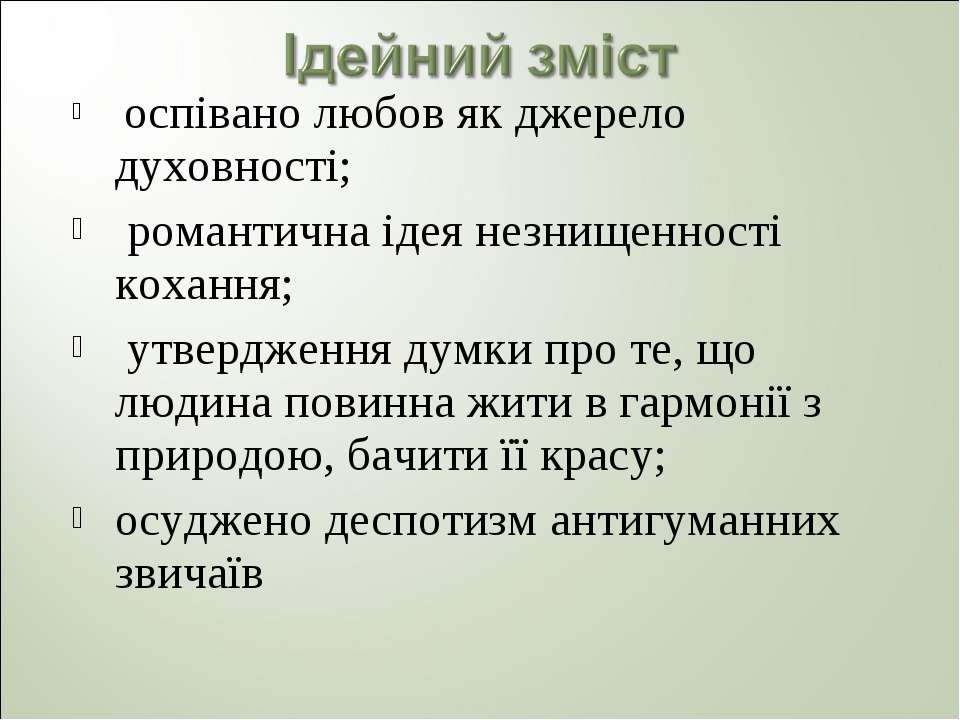 Ідейний зміст
оспівано любов як джерело
духовності;
романтична ідея незнищенності
кохання;
утвердження думки про те, що
людина повинна жити в гармонії з
природою, бачити її красу;
осуджено деспотизм антигуманних
звичаїв